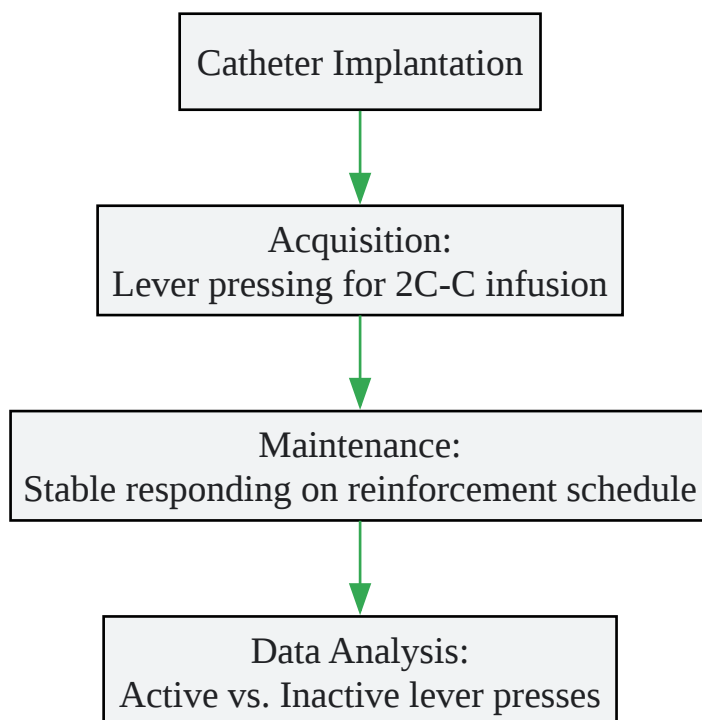 Catheter Implantation
Acquisition:
Lever pressing for 2C-C infusion
Maintenance:
Stable responding on reinforcement schedule
Data Analysis:
Active vs. Inactive lever presses